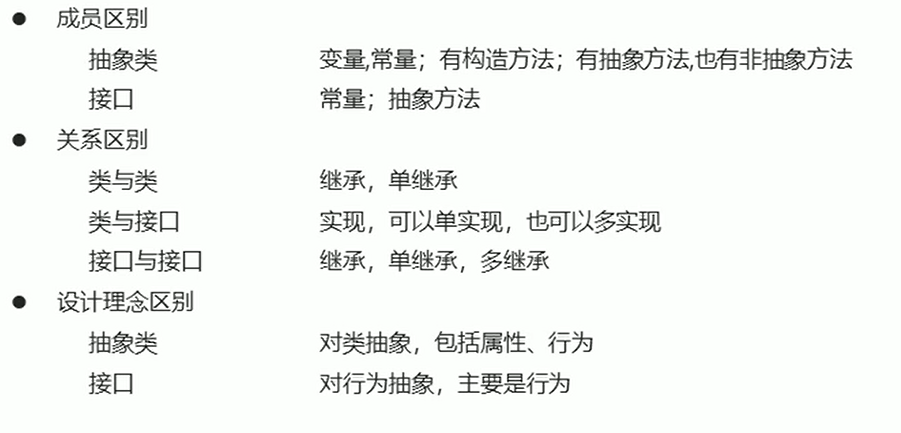 ● 成员区别
抽象类 变量,常量；有构造方法；有抽象方法,也有非抽象方法
接口 常量；抽象方法
● 关系区别
类与类 继承，单继承
类与接口 实现，可以单实现，也可以多实现
接口与接口 继承，单继承，多继承
● 设计理念区别
抽象类 对类抽象，包括属性、行为
接口 对行为抽象，主要是行为